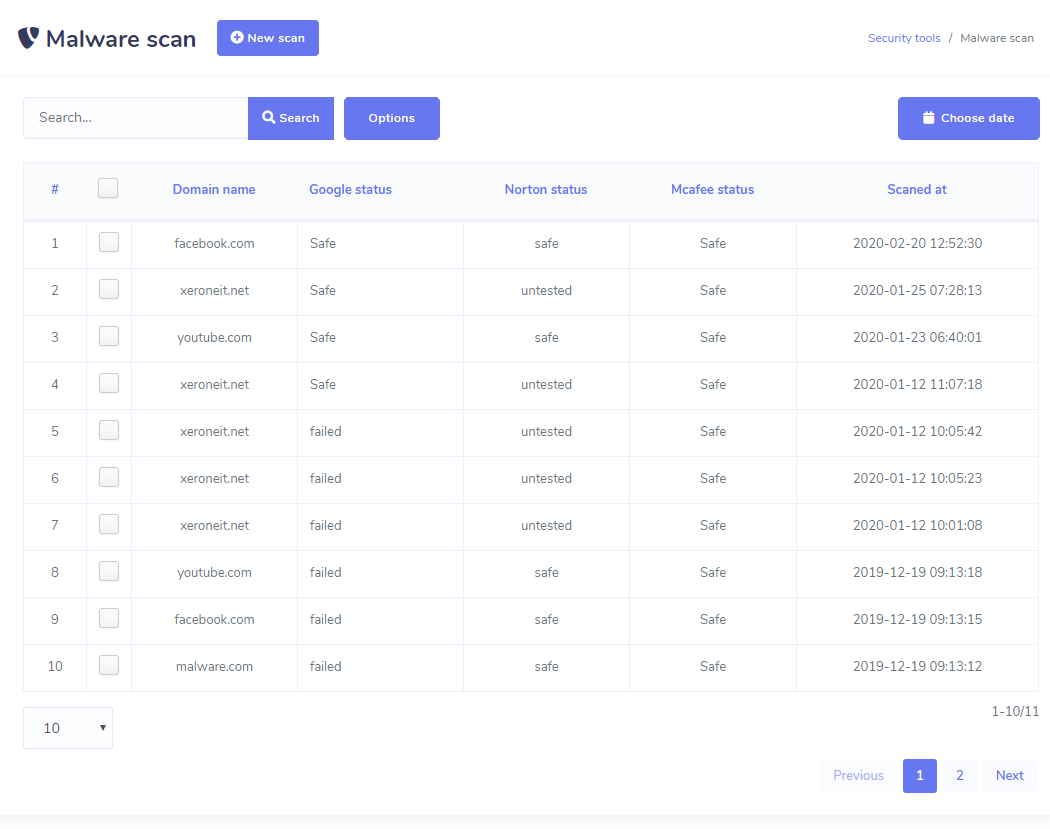 Malware scan
New scan
Security tools / Malware scan
Search...
Search
Options
Choose date
# Domain name Google status Norton status Mcafee status Scaned at
1 facebook.com Safe safe Safe 2020-02-20 12:52:30
2 xeroneit.net Safe untested Safe 2020-01-25 07:28:13
3 youtube.com Safe safe Safe 2020-01-23 06:40:01
4 xeroneit.net Safe untested Safe 2020-01-12 11:07:18
5 xeroneit.net failed untested Safe 2020-01-12 10:05:42
6 xeroneit.net failed untested Safe 2020-01-12 10:05:23
7 xeroneit.net failed untested Safe 2020-01-12 10:01:08
8 youtube.com failed safe Safe 2019-12-19 09:13:18
9 facebook.com failed safe Safe 2019-12-19 09:13:15
10 malware.com failed safe Safe 2019-12-19 09:13:12
1-10/11
10
Previous 1 2 Next